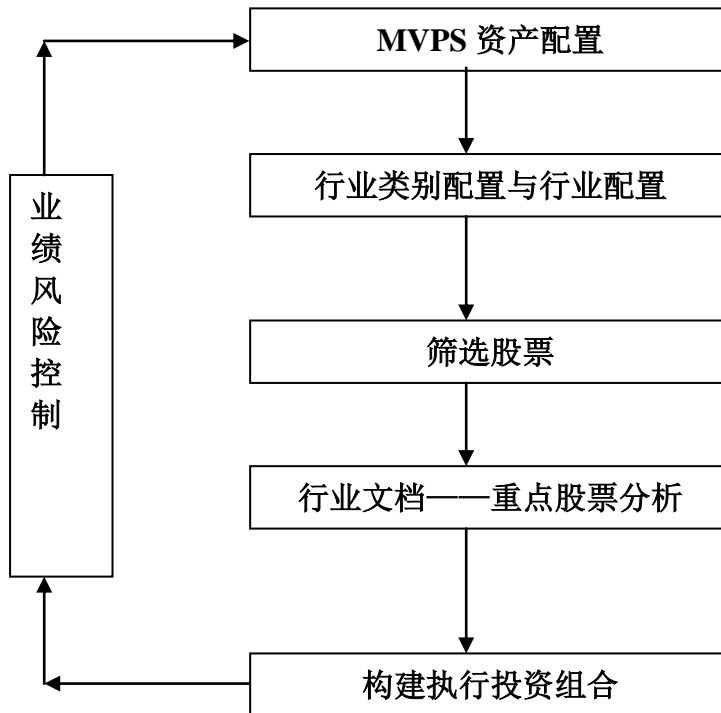 MVPS 资产配置
行业类别配置与行业配置
筛选股票
行业文档——重点股票分析
构建执行投资组合
业
绩
风
险
控
制